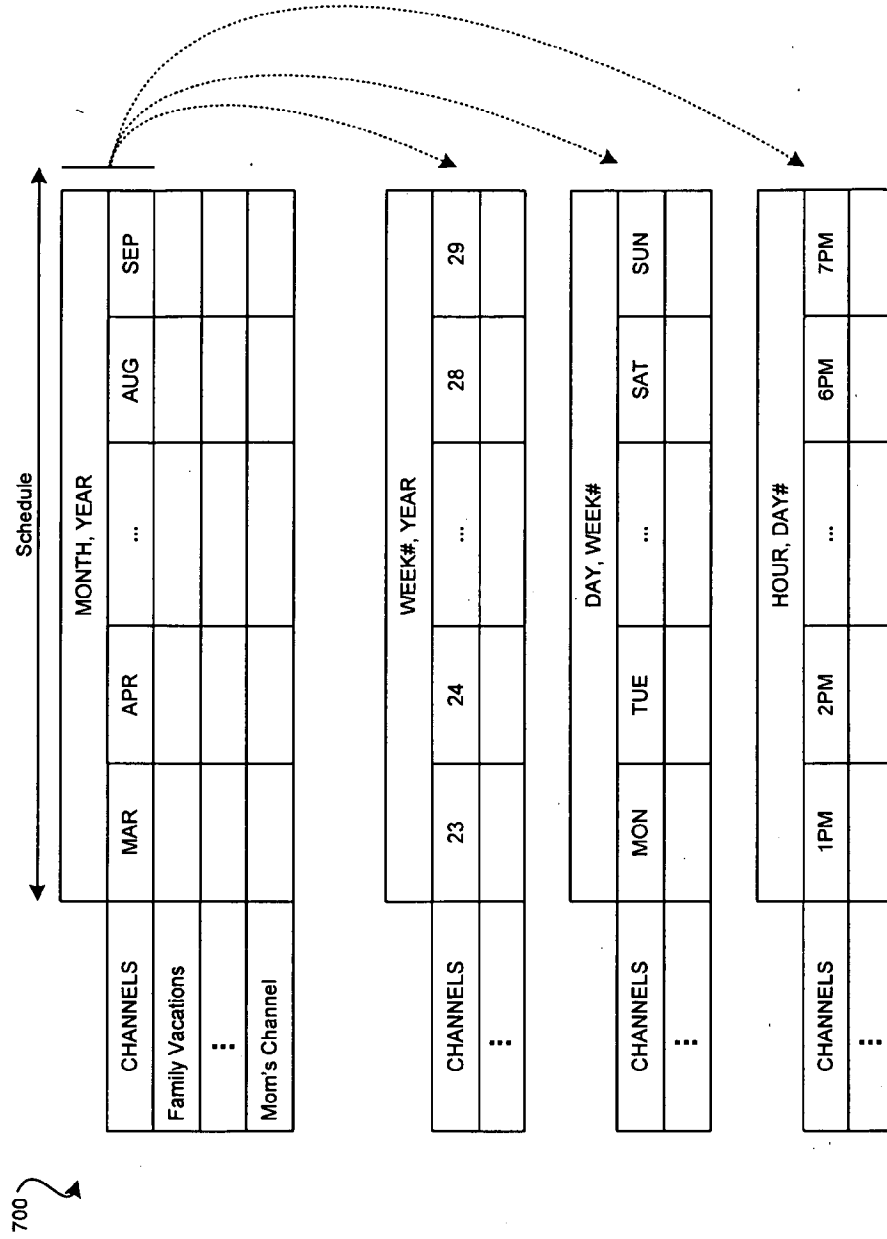 700
Schedule
MONTH, YEAR
CHANNELS MAR APR ... AUG SEP
Family Vacations
...
Mom's Channel
WEEK#, YEAR
CHANNELS 23 24 ... 28 29
...
DAY, WEEK#
CHANNELS MON TUE ... SAT SUN
...
HOUR, DAY#
CHANNELS 1PM 2PM ... 6PM 7PM
...